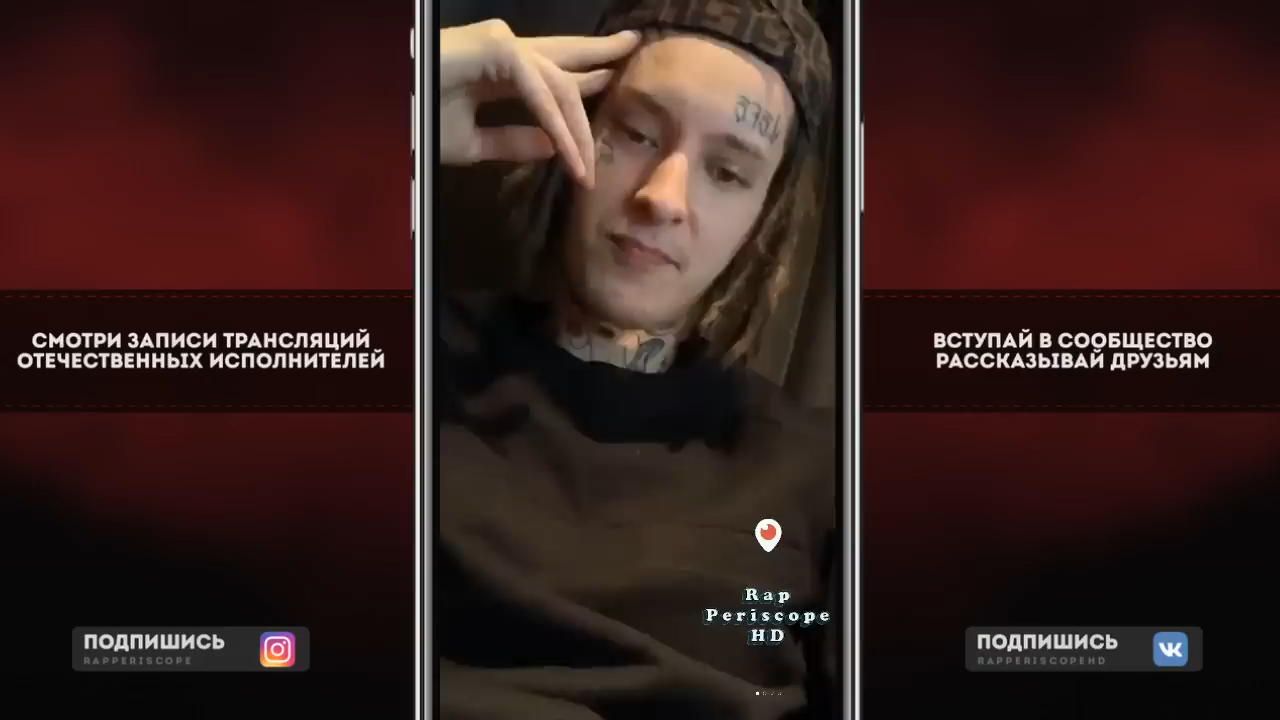 СМОТРИ ЗАПИСИ ТРАНСЛЯЦИЙ
ОТЕЧЕСТВЕННЫХ ИСПОЛНИТЕЛЕЙ
ВСТУПАЙ В СООБЩЕСТВО
РАССКАЗЫВАЙ ДРУЗЬЯМ
Rap
Periscope
HD
ПОДПИШИСЬ
RAPPERISCOPE
ПОДПИШИСЬ
RAPPERISCOPEHD